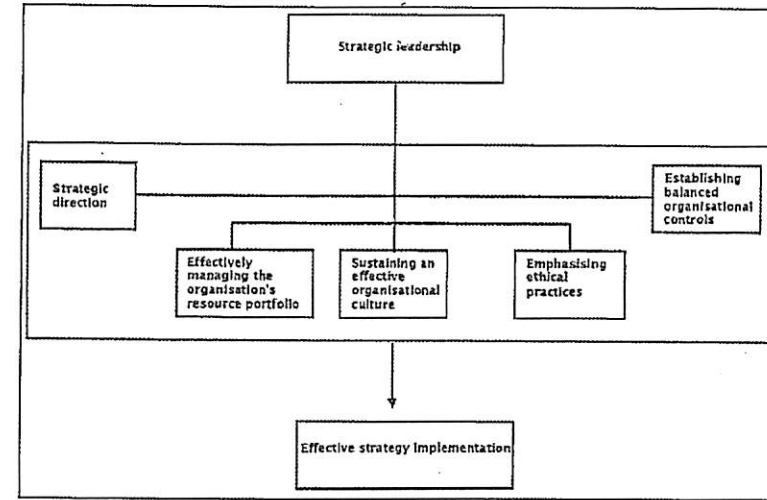 Strategic leadership
Strategic
direction
Establishing
balanced
organisational
controls
Effectively
managing the
organisation's
resource portfolio
Sustaining an
effective
organisational
culture
Emphasising
ethical
practices
Effective strategy implementation